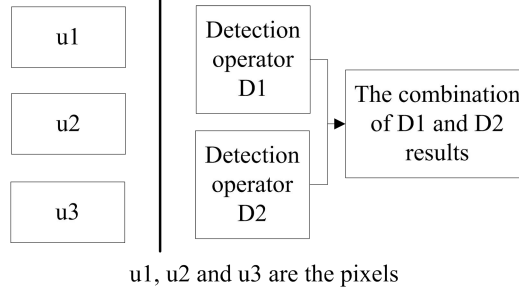 u1
u2
u3
Detection
operator
D1
Detection
operator
D2
The combination
of D1 and D2
results
u1, u2 and u3 are the pixels